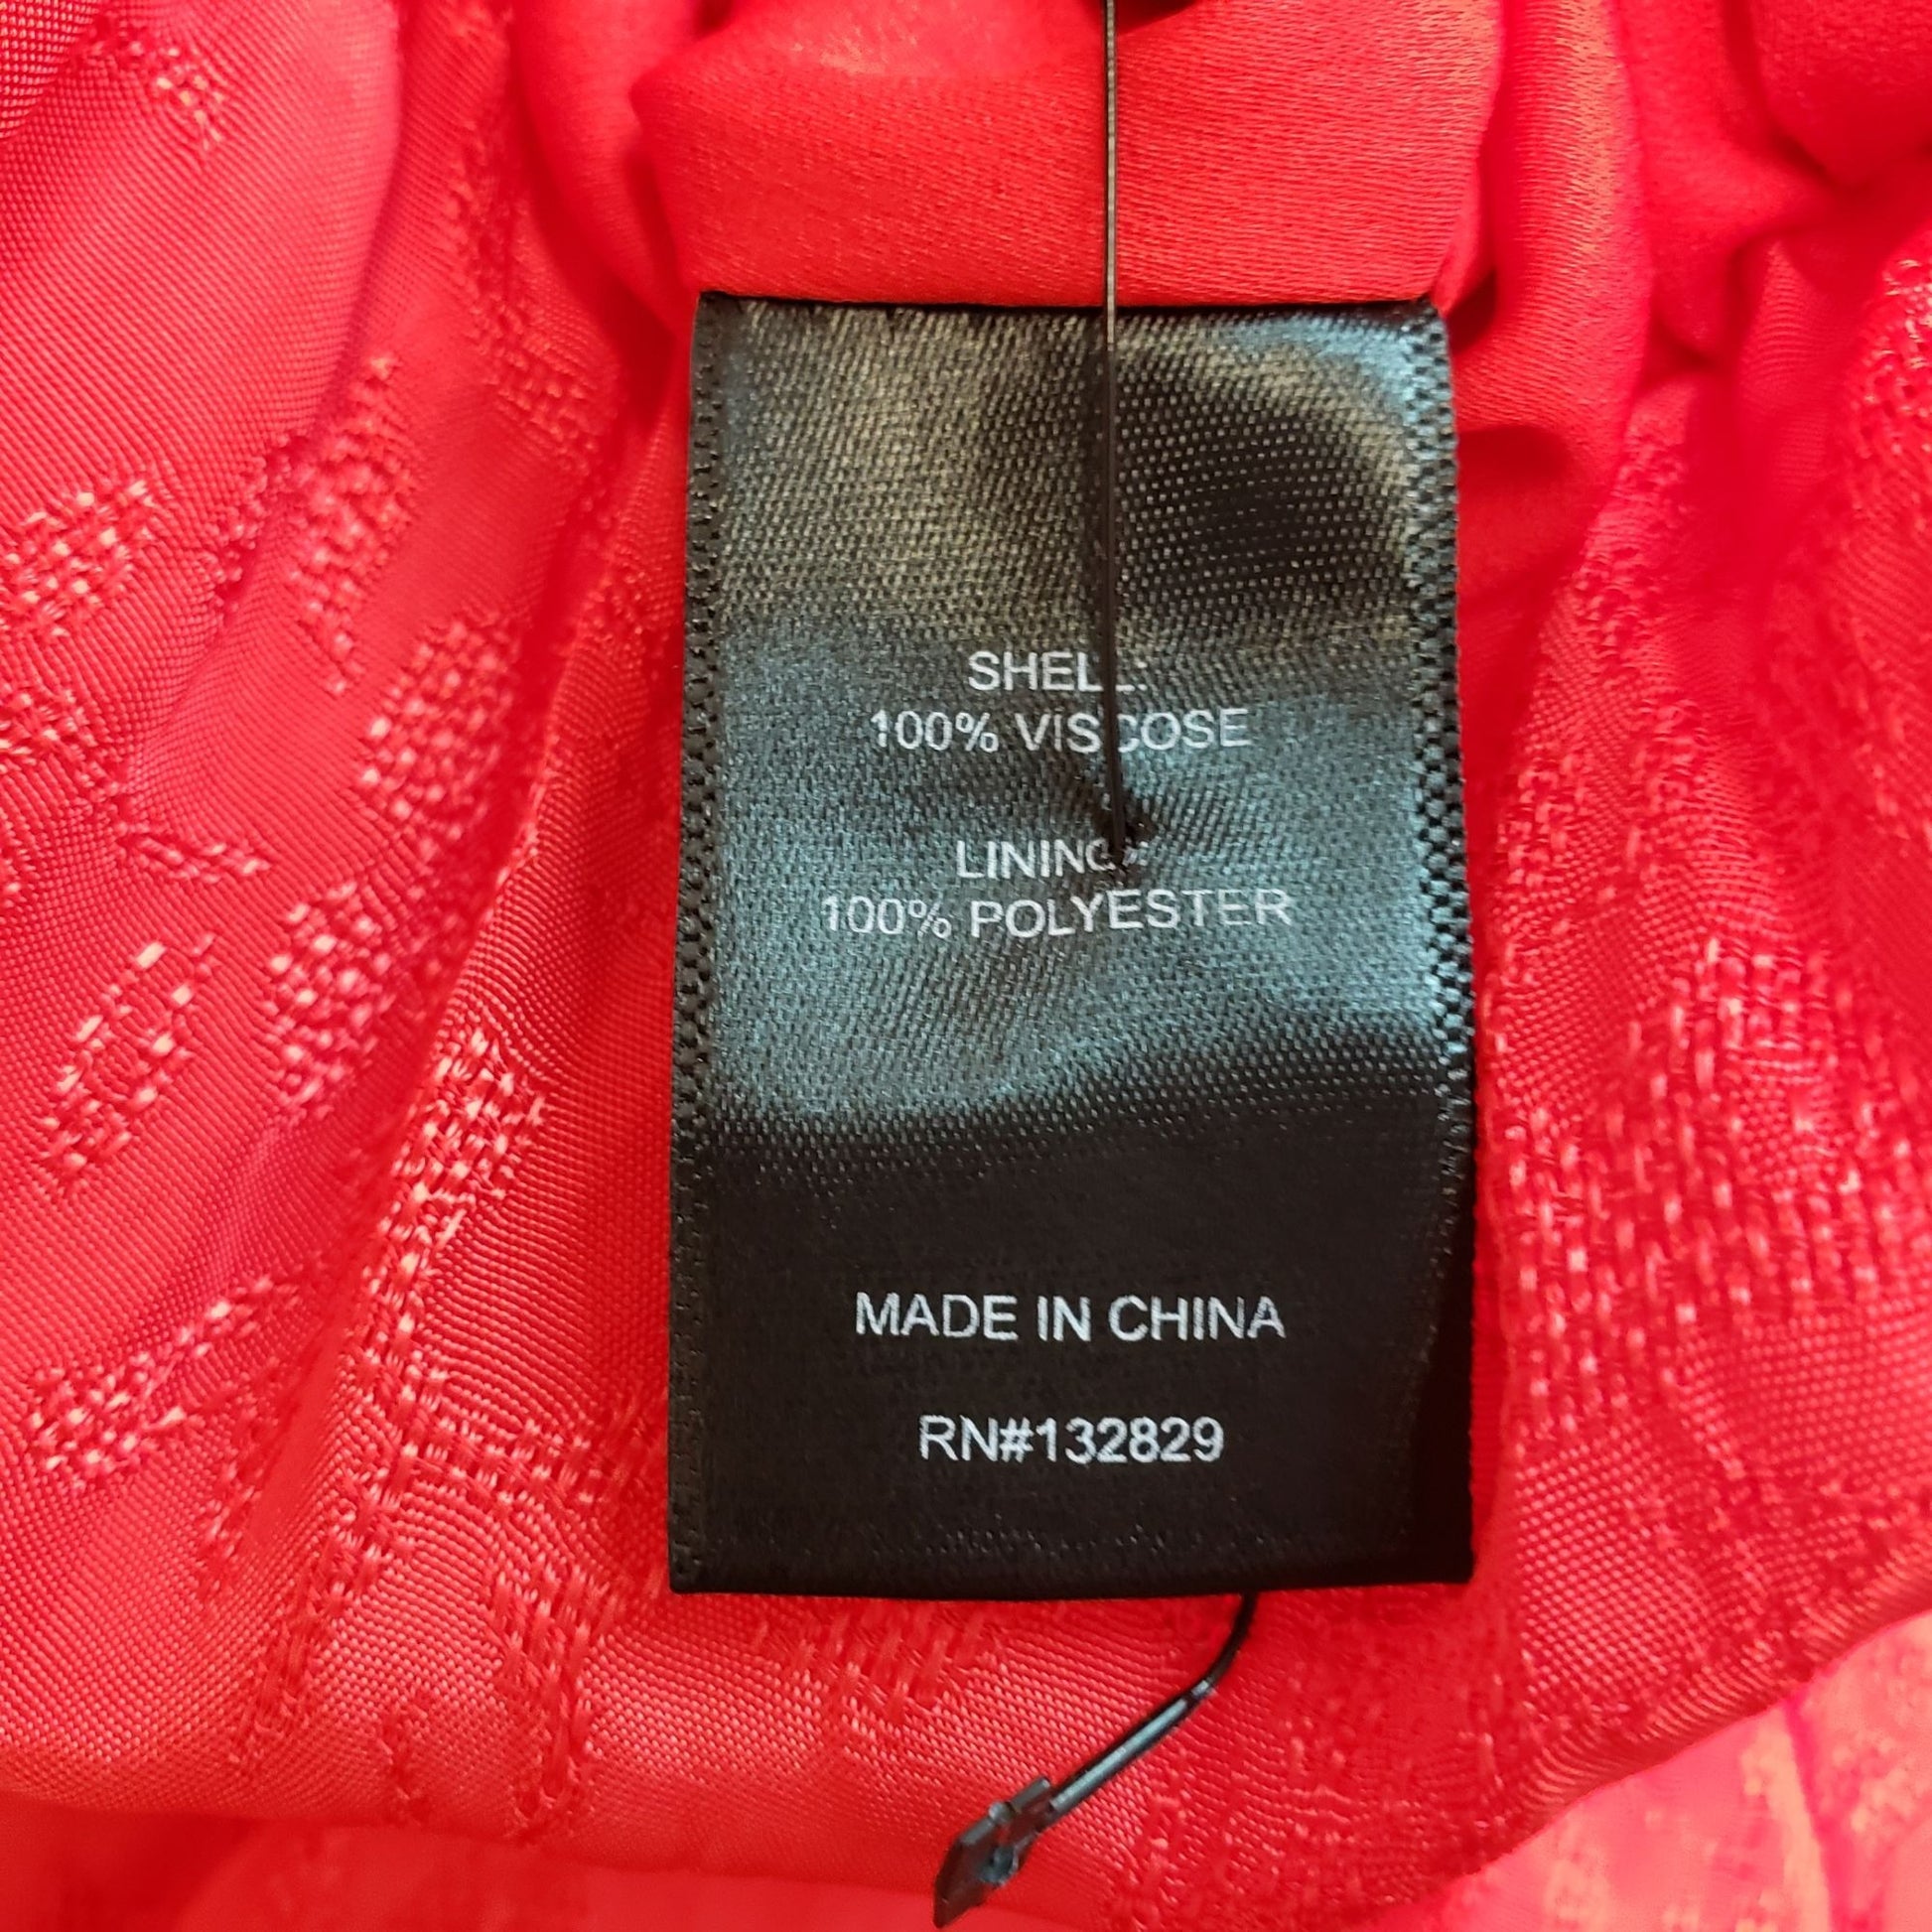 SHELL:
100% VISCOSE
LINING:
100% POLYESTER
MADE IN CHINA
RN#132829